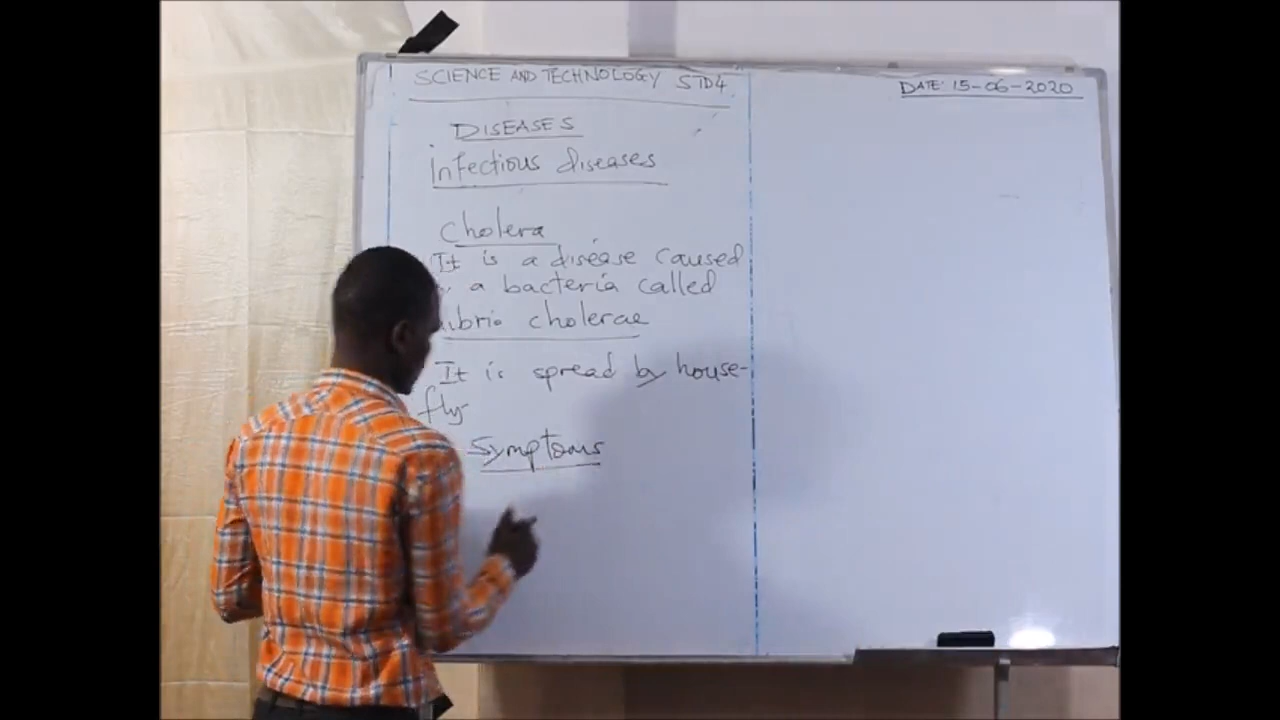 SCIENCE AND TECHNOLOGY STD4
DATE: 15-06-2020
DISEASES
infectious diseases
Cholera
It is a disease caused
a bacteria called
ibrio cholerae
It is spread by house-
fly
Symptoms